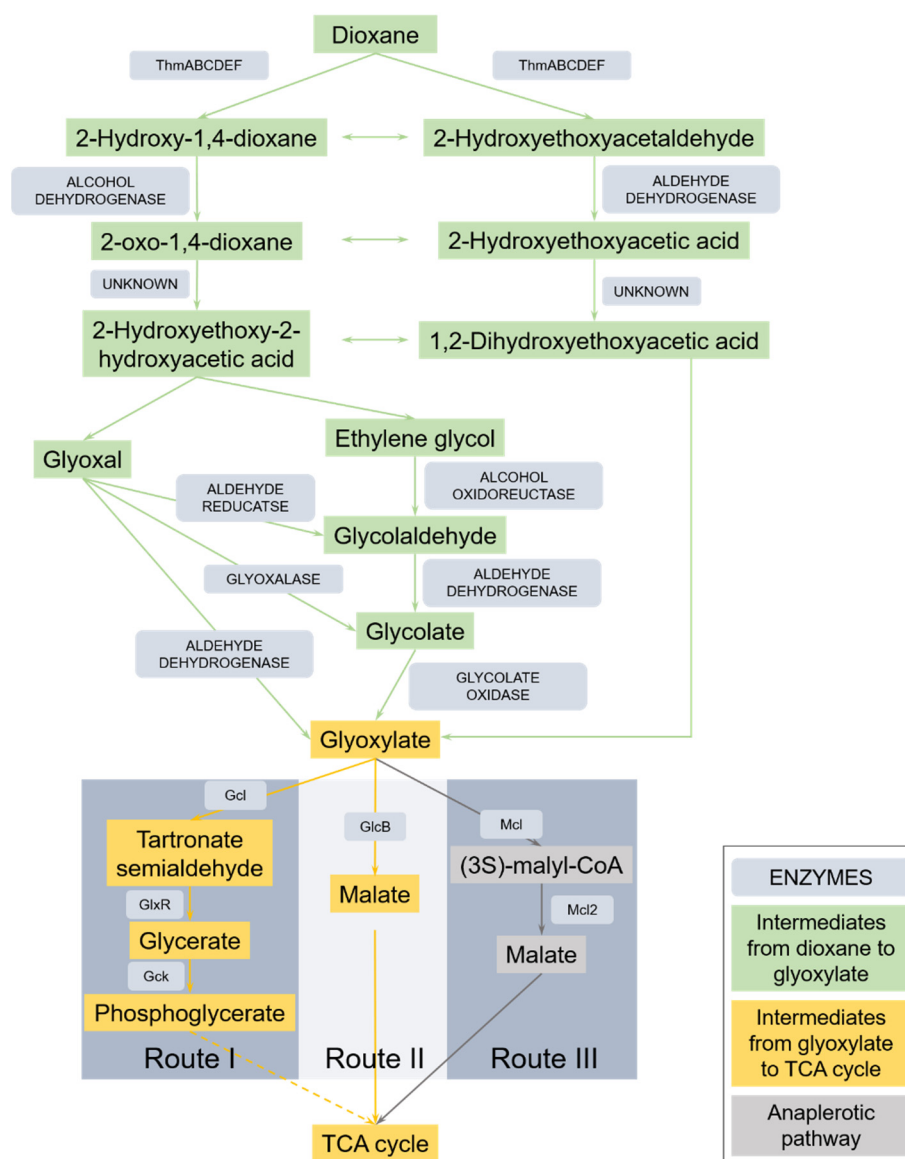 Dioxane
ThmABCDEF
ThmABCDEF
2-Hydroxy-1,4-dioxane
2-Hydroxyethoxyacetaldehyde
ALCOHOL
DEHYDROGENASE
ALDEHYDE
DEHYDROGENASE
2-oxo-1,4-dioxane
2-Hydroxyethoxyacetic acid
UNKNOWN
UNKNOWN
2-Hydroxyethoxy-2-
hydroxyacetic acid
1,2-Dihydroxyethoxyacetic acid
Glyoxal
Ethylene glycol
ALDEHYDE
REDUCATSE
ALCOHOL
OXIDOREUCTASE
Glycolaldehyde
GLYOXALASE
ALDEHYDE
DEHYDROGENASE
Glycolate
ALDEHYDE
DEHYDROGENASE
GLYCOLATE
OXIDASE
Glyoxylate
Gcl
GlcB
Mcl
Tartronate
semialdehyde
(3S)-malyl-CoA
Malate
GlxR
Mcl2
Glycerate
Malate
Gck
Phosphoglycerate
Route I
Route II
Route III
TCA cycle
ENZYMES
Intermediates
from dioxane to
glyoxylate
Intermediates
from glyoxylate
to TCA cycle
Anaplerotic
pathway